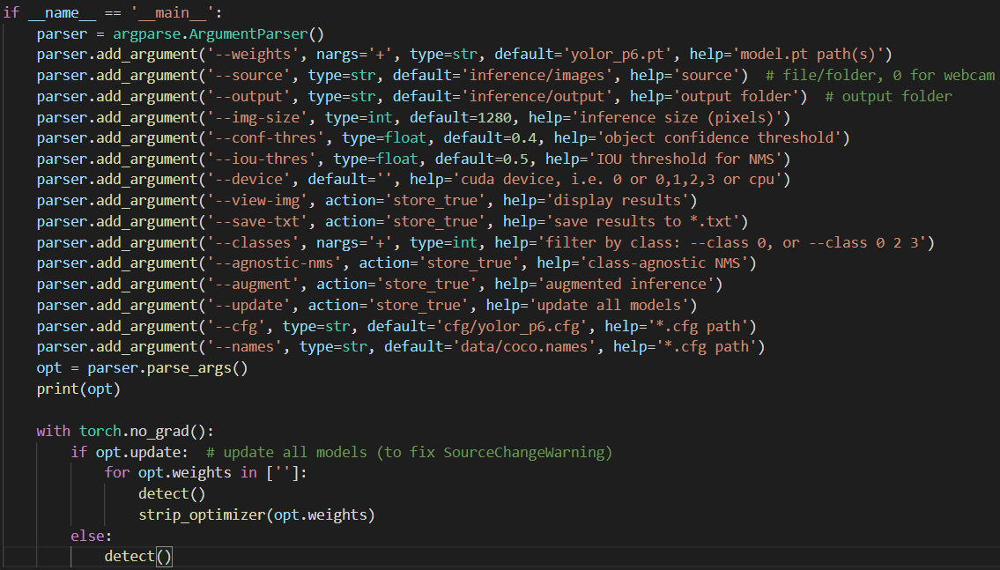 if __name__ == '__main__':
    parser = argparse.ArgumentParser()
    parser.add_argument('--weights', nargs='+', type=str, default='yolor_p6.pt', help='model.pt path(s)')
    parser.add_argument('--source', type=str, default='inference/images', help='source')  # file/folder, 0 for webcam
    parser.add_argument('--output', type=str, default='inference/output', help='output folder')  # output folder
    parser.add_argument('--img-size', type=int, default=1280, help='inference size (pixels)')
    parser.add_argument('--conf-thres', type=float, default=0.4, help='object confidence threshold')
    parser.add_argument('--iou-thres', type=float, default=0.5, help='IOU threshold for NMS')
    parser.add_argument('--device', default='', help='cuda device, i.e. 0 or 0,1,2,3 or cpu')
    parser.add_argument('--view-img', action='store_true', help='display results')
    parser.add_argument('--save-txt', action='store_true', help='save results to *.txt')
    parser.add_argument('--classes', nargs='+', type=int, help='filter by class: --class 0, or --class 0 2 3')
    parser.add_argument('--agnostic-nms', action='store_true', help='class-agnostic NMS')
    parser.add_argument('--augment', action='store_true', help='augmented inference')
    parser.add_argument('--update', action='store_true', help='update all models')
    parser.add_argument('--cfg', type=str, default='cfg/yolor_p6.cfg', help='*.cfg path')
    parser.add_argument('--names', type=str, default='data/coco.names', help='*.cfg path')
    opt = parser.parse_args()
    print(opt)

    with torch.no_grad():
        if opt.update:  # update all models (to fix SourceChangeWarning)
            for opt.weights in ['']:
                detect()
                strip_optimizer(opt.weights)
        else:
            detect()